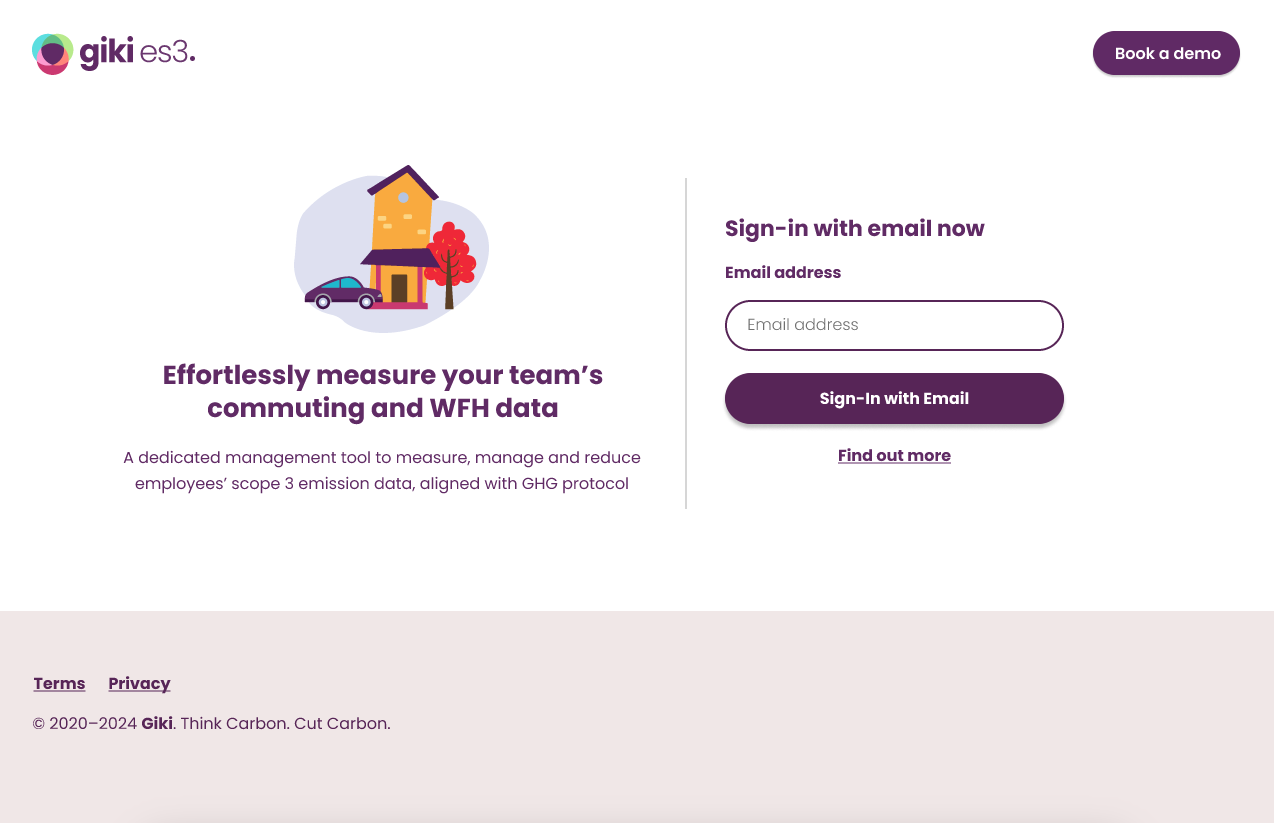 giki es3.
Book a demo
Effortlessly measure your team’s
commuting and WFH data
A dedicated management tool to measure, manage and reduce
employees’ scope 3 emission data, aligned with GHG protocol
Sign-in with email now
Email address
Email address
Sign-In with Email
Find out more
Terms Privacy
© 2020–2024 Giki. Think Carbon. Cut Carbon.